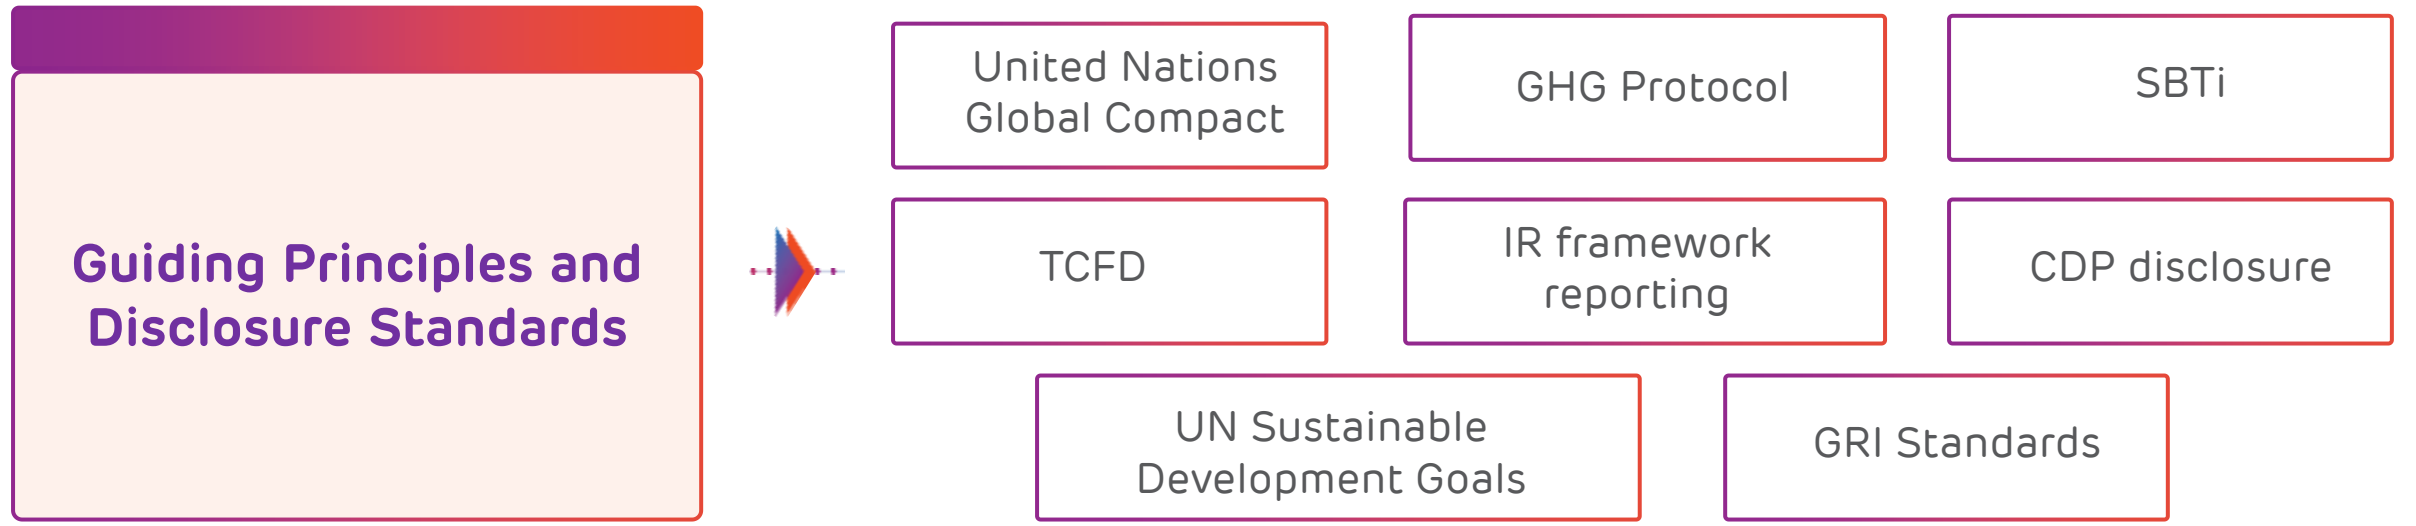 Guiding Principles and
Disclosure Standards
United Nations
Global Compact
GHG Protocol
SBTi
TCFD
IR framework
reporting
CDP disclosure
UN Sustainable
Development Goals
GRI Standards